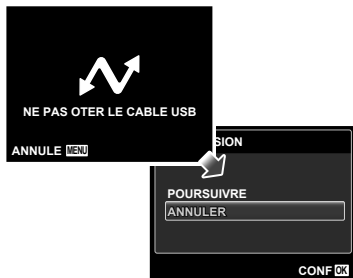 NE PAS OTER LE CABLE USB
ANNULE MENU
SION
POURSUIVRE
ANNULER
CONF OK